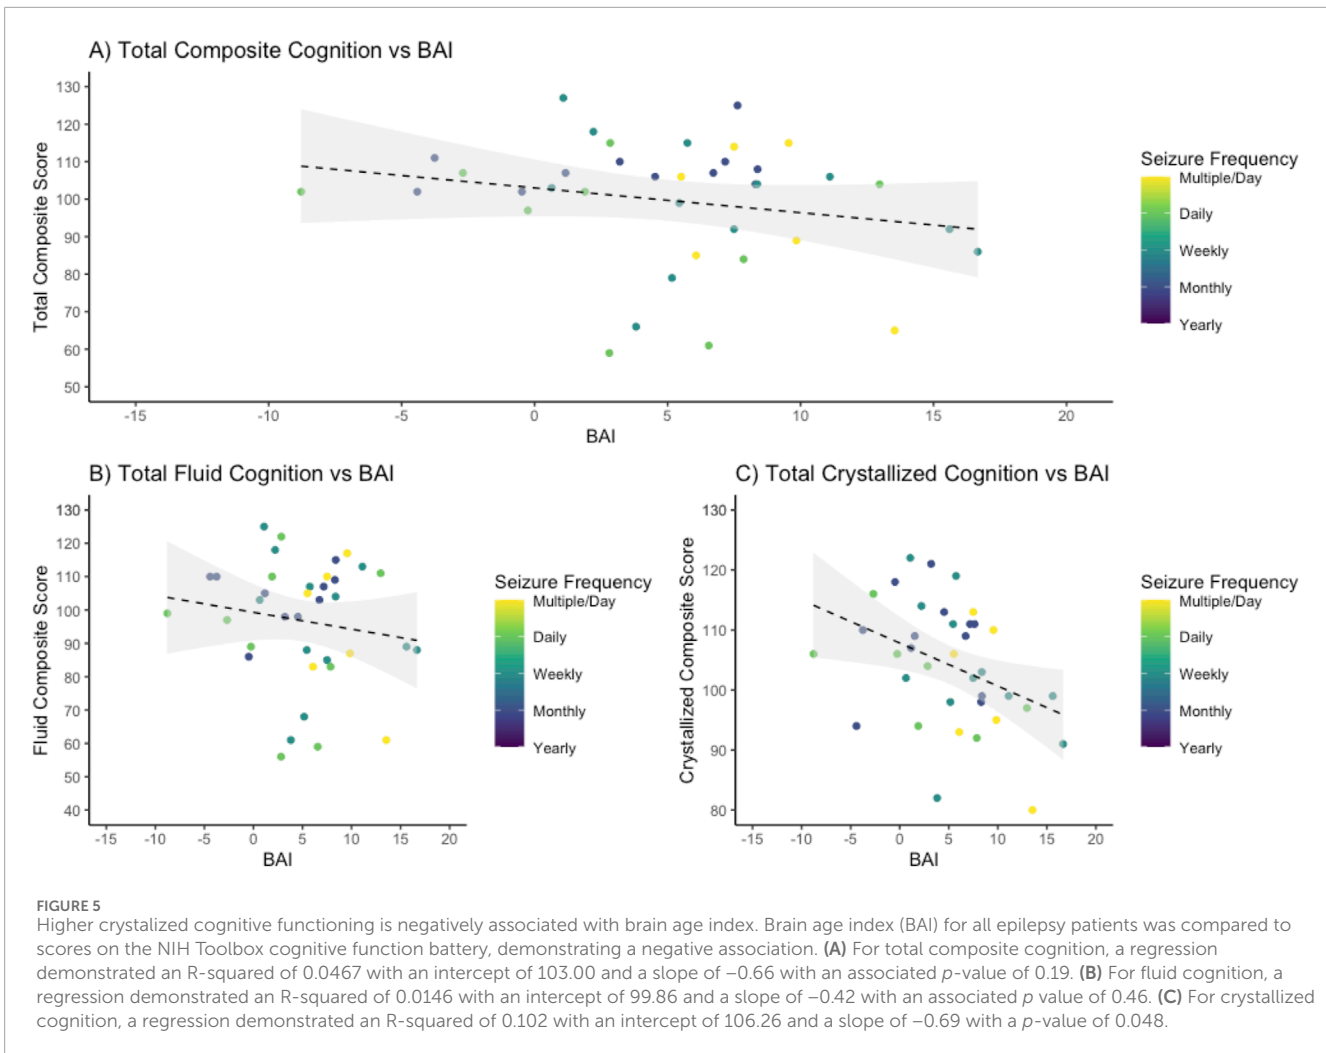 A) Total Composite Cognition vs BAI
130
120
110
100
90
80
70
60
50
Total Composite Score
-15
-10
-5
0
5
10
15
20
BAI
Seizure Frequency
Multiple/Day
Daily
Weekly
Monthly
Yearly
B) Total Fluid Cognition vs BAI
130
120
110
100
90
80
70
60
50
40
Fluid Composite Score
-15
-10
-5
0
5
10
15
20
BAI
Seizure Frequency
Multiple/Day
Daily
Weekly
Monthly
Yearly
C) Total Crystallized Cognition vs BAI
130
120
110
100
90
80
Crystallized Composite Score
-15
-10
-5
0
5
10
15
20
BAI
Seizure Frequency
Multiple/Day
Daily
Weekly
Monthly
Yearly
FIGURE 5
Higher crystalized cognitive functioning is negatively associated with brain age index. Brain age index (BAI) for all epilepsy patients was compared to
scores on the NIH Toolbox cognitive function battery, demonstrating a negative association. (A) For total composite cognition, a regression
demonstrated an R-squared of 0.0467 with an intercept of 103.00 and a slope of −0.66 with an associated p-value of 0.19. (B) For fluid cognition, a
regression demonstrated an R-squared of 0.0146 with an intercept of 99.86 and a slope of −0.42 with an associated p value of 0.46. (C) For crystallized
cognition, a regression demonstrated an R-squared of 0.102 with an intercept of 106.26 and a slope of −0.69 with a p-value of 0.048.